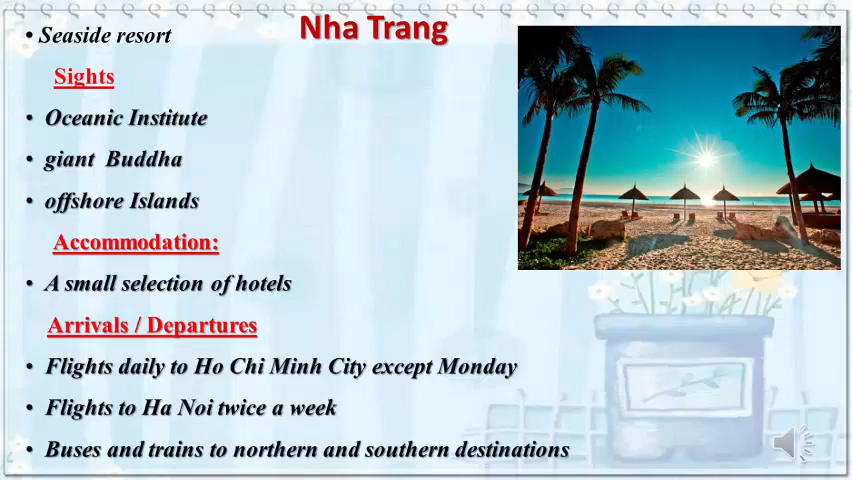 Nha Trang
• Seaside resort
Sights
• Oceanic Institute
• giant Buddha
• offshore Islands
Accommodation:
• A small selection of hotels
Arrivals / Departures
• Flights daily to Ho Chi Minh City except Monday
• Flights to Ha Noi twice a week
• Buses and trains to northern and southern destinations